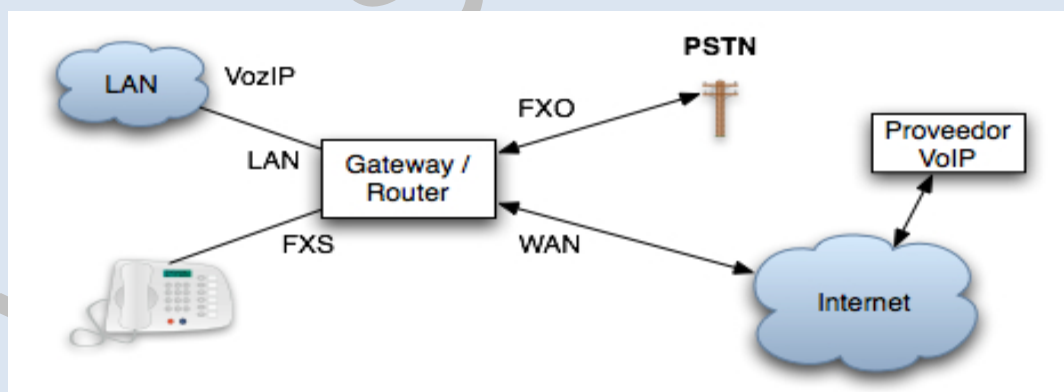 PSTN
LAN
VozIP
FXO
Proveedor
VoIP
LAN
Gateway /
Router
FXS
WAN
Internet